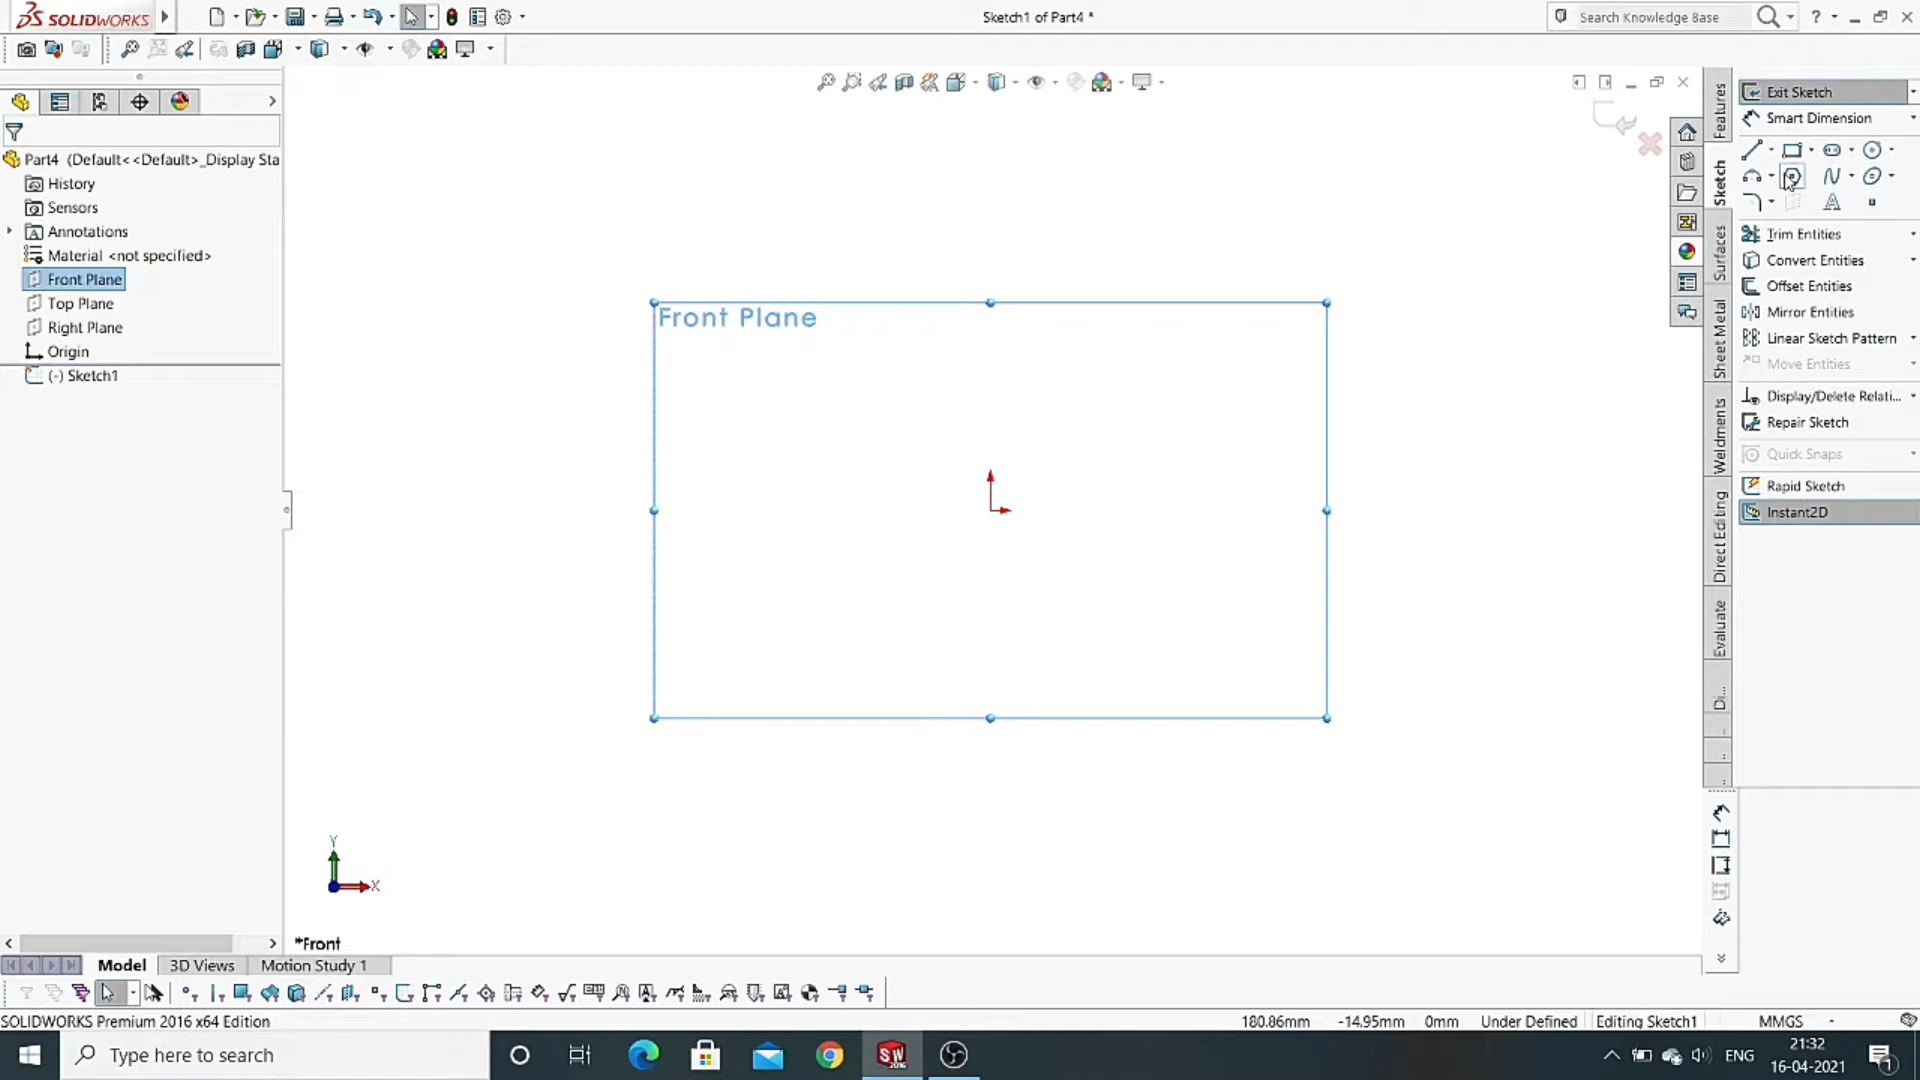 SOLIDWORKS
Sketch1 of Part4 *
Search Knowledge Base
?
Exit Sketch
Smart Dimension
Features
Sketch
Surfaces
Sheet Metal
Weldments
Direct Editing
Evaluate
Di...
...
...
Trim Entities
Convert Entities
Offset Entities
Mirror Entities
Linear Sketch Pattern
Move Entities
Display/Delete Relati...
Repair Sketch
Quick Snaps
Rapid Sketch
Instant2D
Part4 (Default<<Default>_Display Sta
History
Sensors
Annotations
Material <not specified>
Front Plane
Top Plane
Right Plane
Origin
(-) Sketch1
Front Plane
Y
X
*Front
Model
3D Views
Motion Study 1
SOLIDWORKS Premium 2016 x64 Edition
180.86mm
-14.95mm
0mm
Under Defined
Editing Sketch1
MMGS
-
Type here to search
SW
2016
ENG
21:32
16-04-2021
1